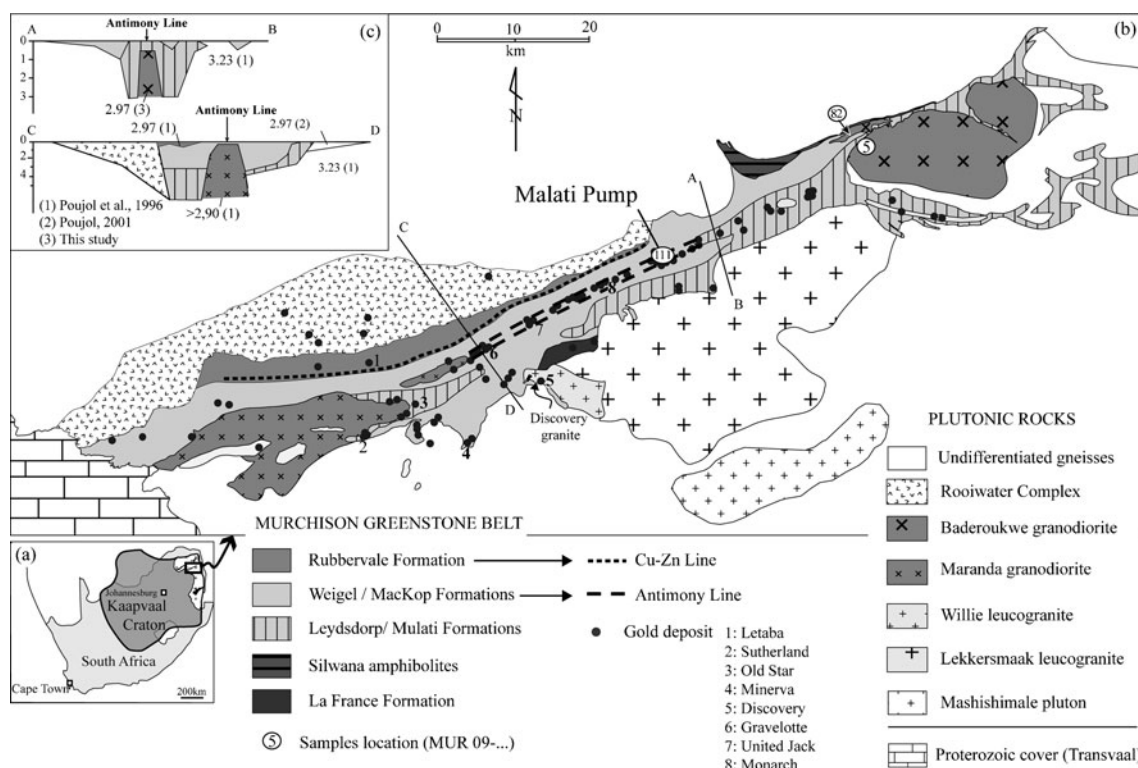 A
Antimony Line
B
(c)
0
1
2
3
3.23 (1)
2.97 (3)
Antimony Line
C
2.97 (1)
2.97 (2)
D
0
2
4
3.23 (1)
(1) Poujol et al., 1996
(2) Poujol, 2001
>2,90 (1)
(3) This study
0 10 20
km
N
(b)
82
5
Malati Pump
A
111
C
B
8
7
6
1
3
D
5
Discovery
granite
2
4
PLUTONIC ROCKS
Undifferentiated gneisses
Rooiwater Complex
Baderoukwe granodiorite
Maranda granodiorite
Willie leucogranite
Lekkersmaak leucogranite
Mashishimale pluton
Proterozoic cover (Transvaal)
MURCHISON GREENSTONE BELT
Rubbervale Formation
Cu-Zn Line
Weigel / MacKop Formations
Antimony Line
Leydsdorp/ Mulati Formations
Gold deposit
Silwana amphibolites
La France Formation
5 Samples location (MUR 09-...)
1: Letaba
2: Sutherland
3: Old Star
4: Minerva
5: Discovery
6: Gravelotte
7: United Jack
8: Monarch
(a)
Johannesburg
Kaapvaal
Craton
South Africa
Cape Town
200km